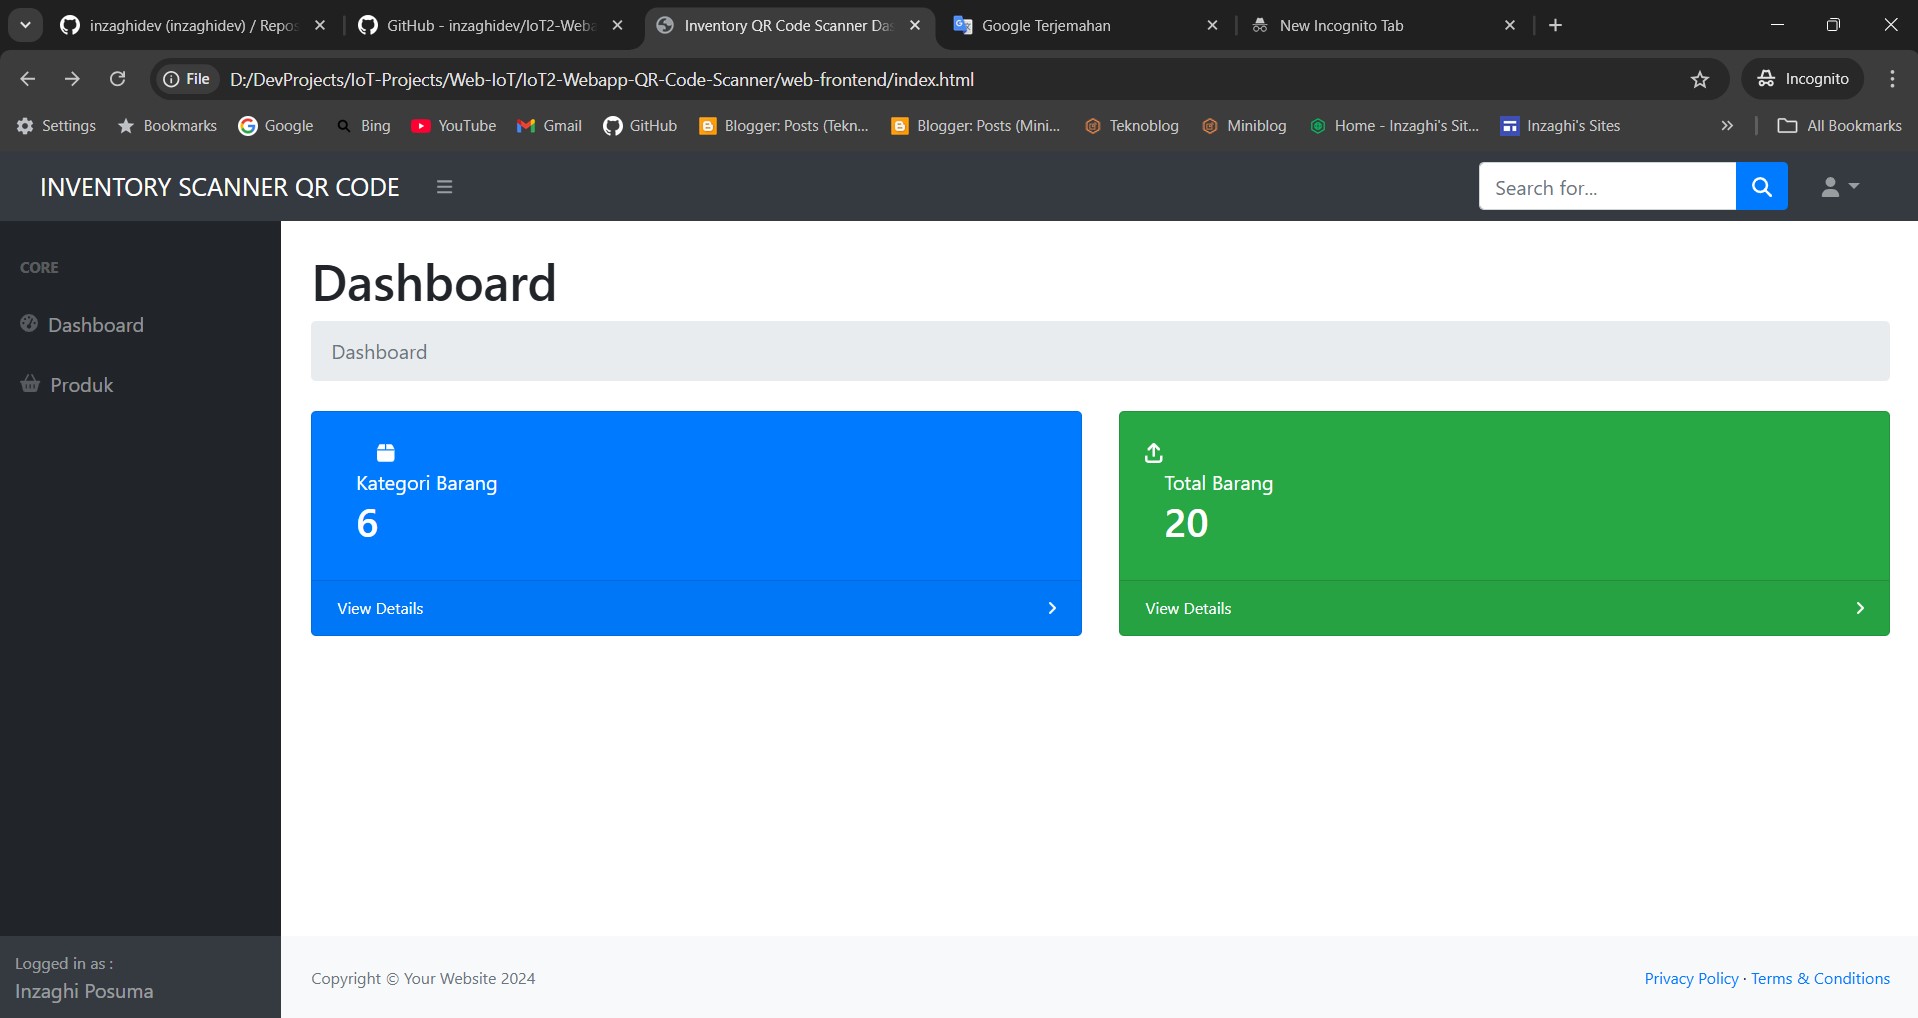 inzaghidev (inzaghidev) / Repos
GitHub - inzaghidev/IoT2-Weba
Inventory QR Code Scanner Das
Google Terjemahan
New Incognito Tab
File
D:/DevProjects/IoT-Projects/Web-IoT/IoT2-Webapp-QR-Code-Scanner/web-frontend/index.html
Incognito
Settings
Bookmarks
Google
Bing
YouTube
Gmail
GitHub
Blogger: Posts (Tekn...
Blogger: Posts (Mini...
Teknoblog
Miniblog
Home - Inzaghi's Sit...
Inzaghi's Sites
All Bookmarks
INVENTORY SCANNER QR CODE
Search for...
CORE
Dashboard
Produk
Dashboard
Dashboard
Kategori Barang
6
View Details
Total Barang
20
View Details
Logged in as :
Inzaghi Posuma
Copyright © Your Website 2024
Privacy Policy · Terms & Conditions